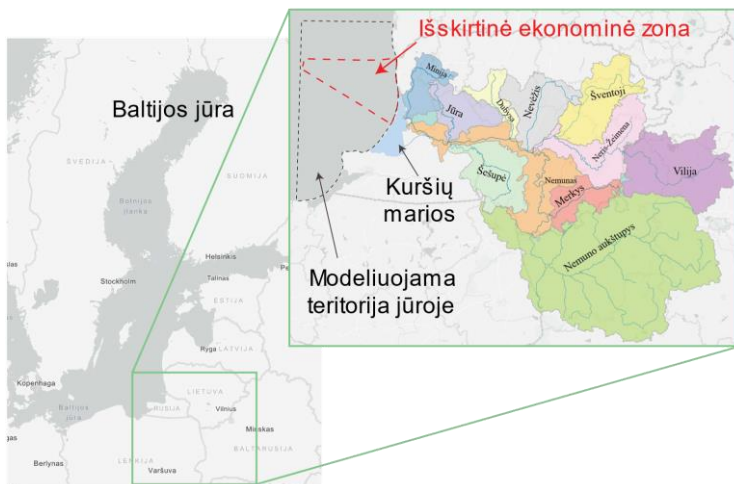 Baltijos jūra
ŠVEDIJA
SUOMIJA
Botnijos
įlanka
Helsinkis
Stockholm
Talinas
ESTIJA
Ryga
LATVIJA
Kopenhaga
Baltijos
jūra
LIETUVA
RUSIJA
Vilnius
Minskas
BALTARUSIJA
LENKIJA
Berlynas
Varšuva
Išskirtinė ekonominė zona
Minija
Jūra
Dubysa
Nevėžis
Šventoji
Neris-Žeimena
Šešupė
Nemunas
Merkys
Vilija
Nemuno aukštupys
Kuršių
marios
Modeliuojama
teritorija jūroje